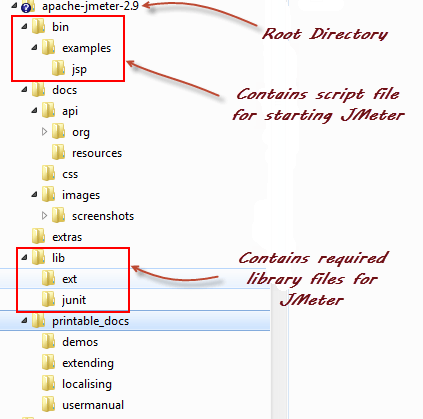 apache-jmeter-2.9
Root Directory
bin
examples
jsp
Contains script file
for starting JMeter
docs
api
org
resources
css
images
screenshots
extras
lib
ext
junit
Contains required
library files for
JMeter
printable_docs
demos
extending
localising
usermanual